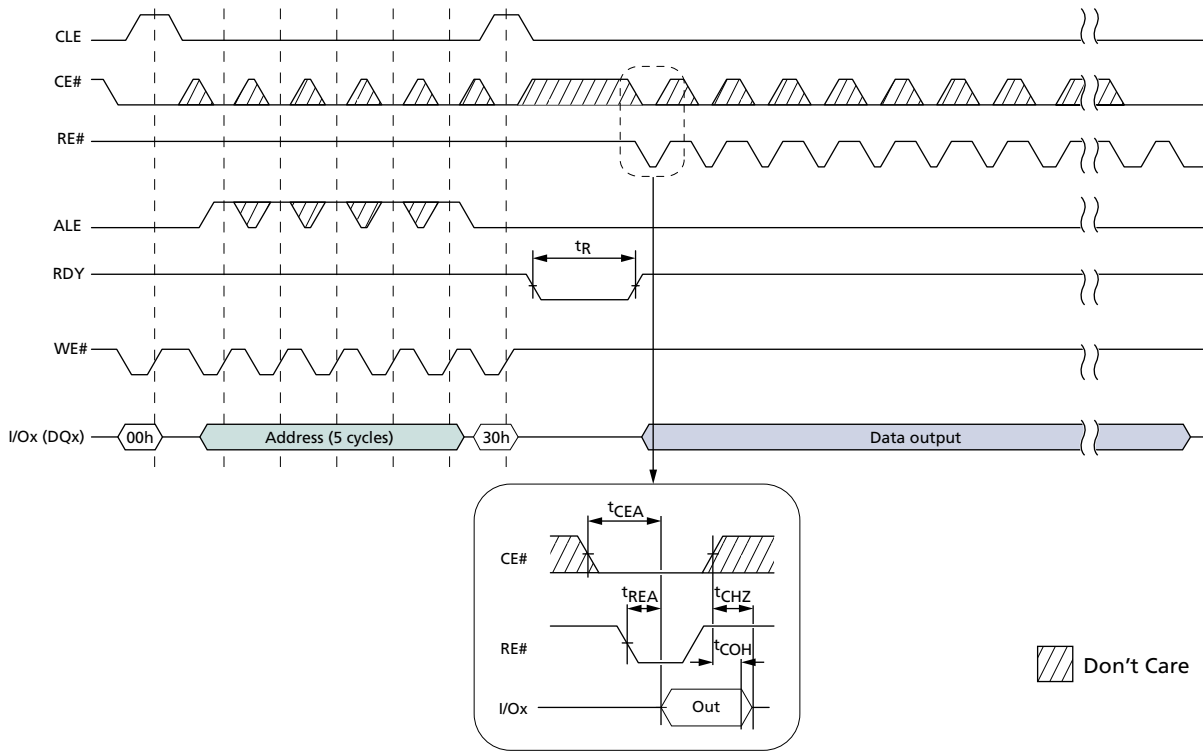 CLE
CE#
RE#
ALE
tR
RDY
WE#
I/Ox (DQx) 00h Address (5 cycles) 30h Data output
tCEA
CE#
tREA tCHZ
tCOH
RE#
Don't Care
I/Ox Out